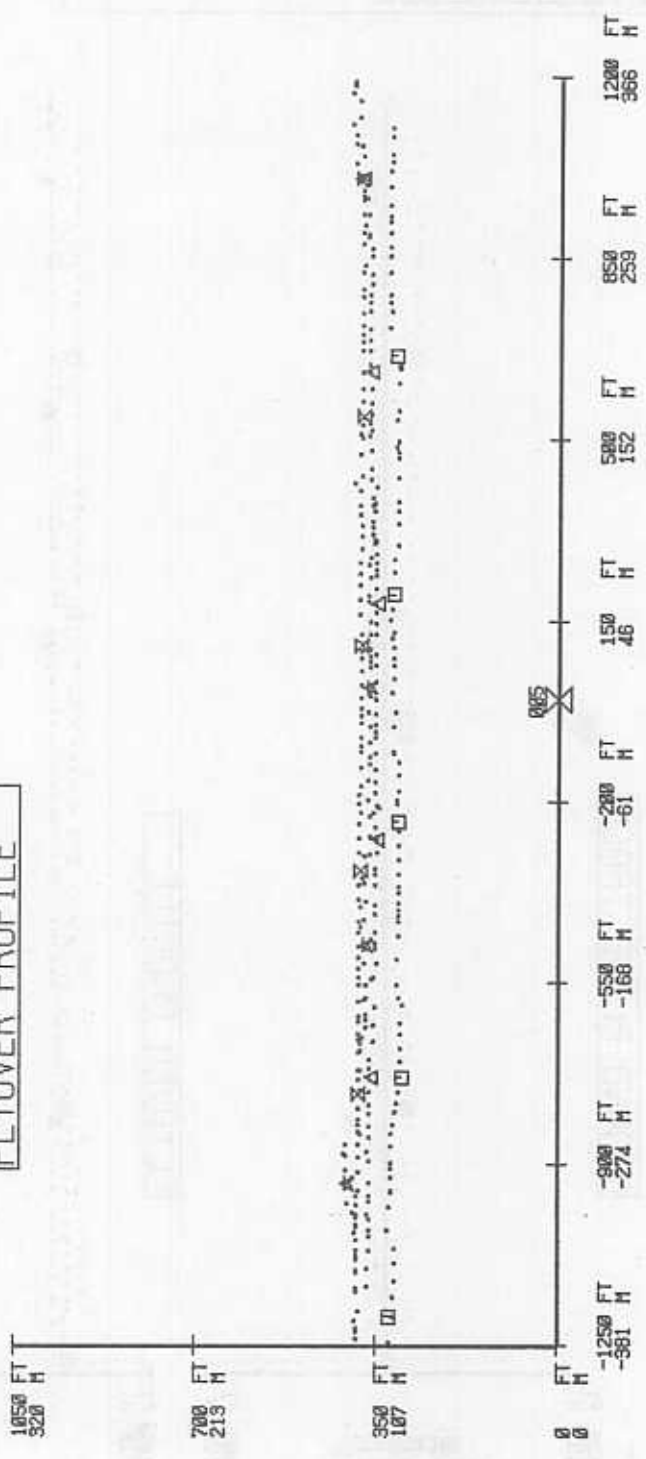 FLYOVER PROFILE
1050 FT
320 M
700 FT
213 M
350 FT
107 M
0 FT
0 M
005
-1250 FT -900 FT -550 FT -200 FT 150 FT 500 FT 850 FT 1200 FT
-381 M -274 M -168 M -61 M 46 M 152 M 259 M 366 M